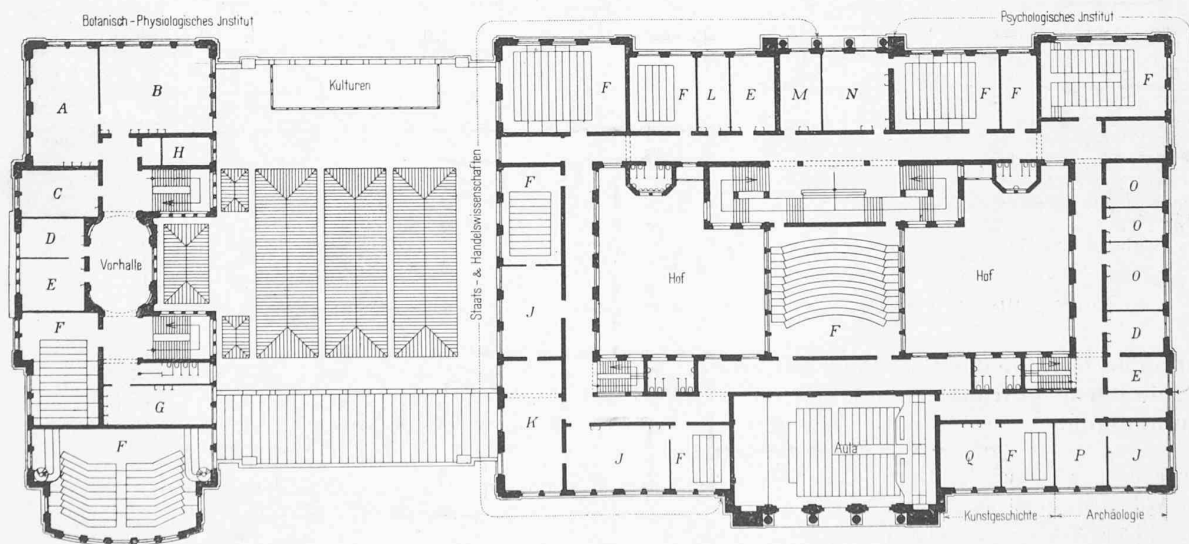 Botanisch-Physiologisches Jnstitut
Psychologisches Jnstitut
A
B
Kulturen
F
F
L
E
M
N
F
F
F
H
C
F
O
D
Vorhalle
Staats- & Handelswissenschaften
Hof
Hof
O
E
O
J
F
F
D
E
G
K
F
Aula
J
F
Q
F
P
J
Kunstgeschichte
Archäologie